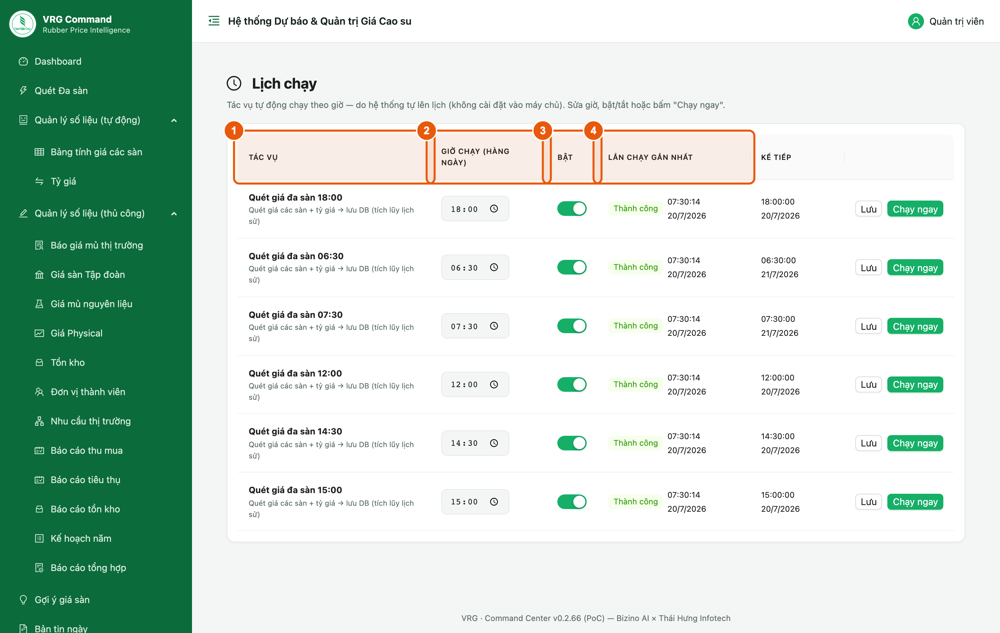 VRG Command
Rubber Price Intelligence
Dashboard
Quét Đa sàn
Quản lý số liệu (tự động)
Bảng tính giá các sàn
Tỷ giá
Quản lý số liệu (thủ công)
Báo giá mủ thị trường
Giá sàn Tập đoàn
Giá mủ nguyên liệu
Giá Physical
Tồn kho
Đơn vị thành viên
Nhu cầu thị trường
Báo cáo thu mua
Báo cáo tiêu thụ
Báo cáo tồn kho
Kế hoạch năm
Báo cáo tổng hợp
Gợi ý giá sàn
Bản tin ngày
Hệ thống Dự báo & Quản trị Giá Cao su
Quản trị viên
Lịch chạy
Tác vụ tự động chạy theo giờ — do hệ thống tự lên lịch (không cài đặt vào máy chủ). Sửa giờ, bật/tắt hoặc bấm "Chạy ngay".
1 2 3 4
TÁC VỤ
GIỜ CHẠY (HÀNG
NGÀY)
BẬT
LẦN CHẠY GẦN NHẤT
KẾ TIẾP
Quét giá đa sàn 18:00
Quét giá các sàn + tỷ giá → lưu DB (tích lũy lịch
sử)
18:00
Thành công
07:30:14
20/7/2026
18:00:00
20/7/2026
Lưu
Chạy ngay
Quét giá đa sàn 06:30
Quét giá các sàn + tỷ giá → lưu DB (tích lũy lịch
sử)
06:30
Thành công
07:30:14
20/7/2026
06:30:00
21/7/2026
Lưu
Chạy ngay
Quét giá đa sàn 07:30
Quét giá các sàn + tỷ giá → lưu DB (tích lũy lịch
sử)
07:30
Thành công
07:30:14
20/7/2026
07:30:00
21/7/2026
Lưu
Chạy ngay
Quét giá đa sàn 12:00
Quét giá các sàn + tỷ giá → lưu DB (tích lũy lịch
sử)
12:00
Thành công
07:30:14
20/7/2026
12:00:00
20/7/2026
Lưu
Chạy ngay
Quét giá đa sàn 14:30
Quét giá các sàn + tỷ giá → lưu DB (tích lũy lịch
sử)
14:30
Thành công
07:30:14
20/7/2026
14:30:00
20/7/2026
Lưu
Chạy ngay
Quét giá đa sàn 15:00
Quét giá các sàn + tỷ giá → lưu DB (tích lũy lịch
sử)
15:00
Thành công
07:30:14
20/7/2026
15:00:00
20/7/2026
Lưu
Chạy ngay
VRG · Command Center v0.2.66 (PoC) — Bizino AI × Thái Hưng Infotech